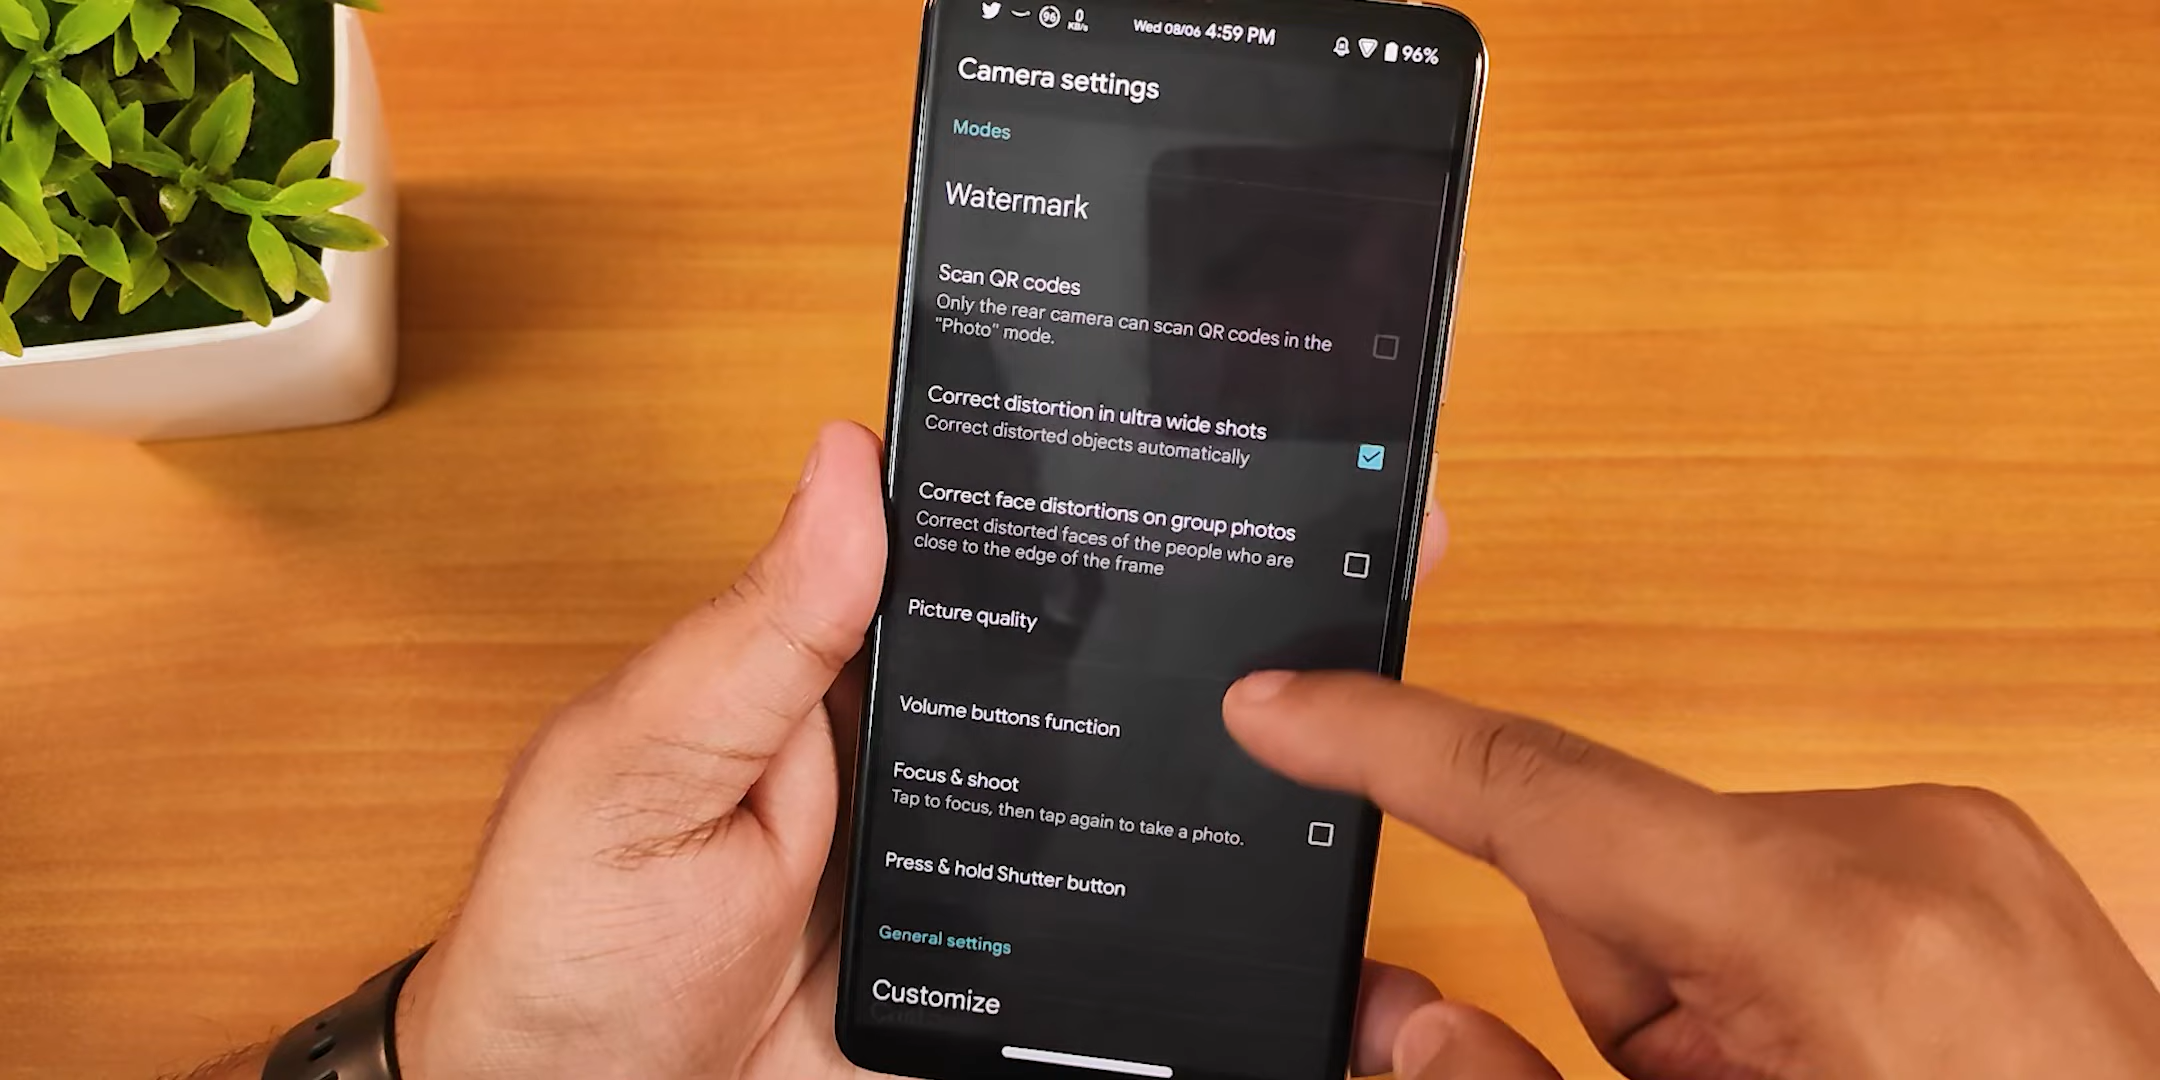 96
0
KB/s
Wed 08/06 4:59 PM
96%
Camera settings
Modes
Watermark
Scan QR codes
Only the rear camera can scan QR codes in the
"Photo" mode.
Correct distortion in ultra wide shots
Correct distorted objects automatically
Correct face distortions on group photos
Correct distorted faces of the people who are
close to the edge of the frame
Picture quality
Volume buttons function
Focus & shoot
Tap to focus, then tap again to take a photo.
Press & hold Shutter button
General settings
Customize